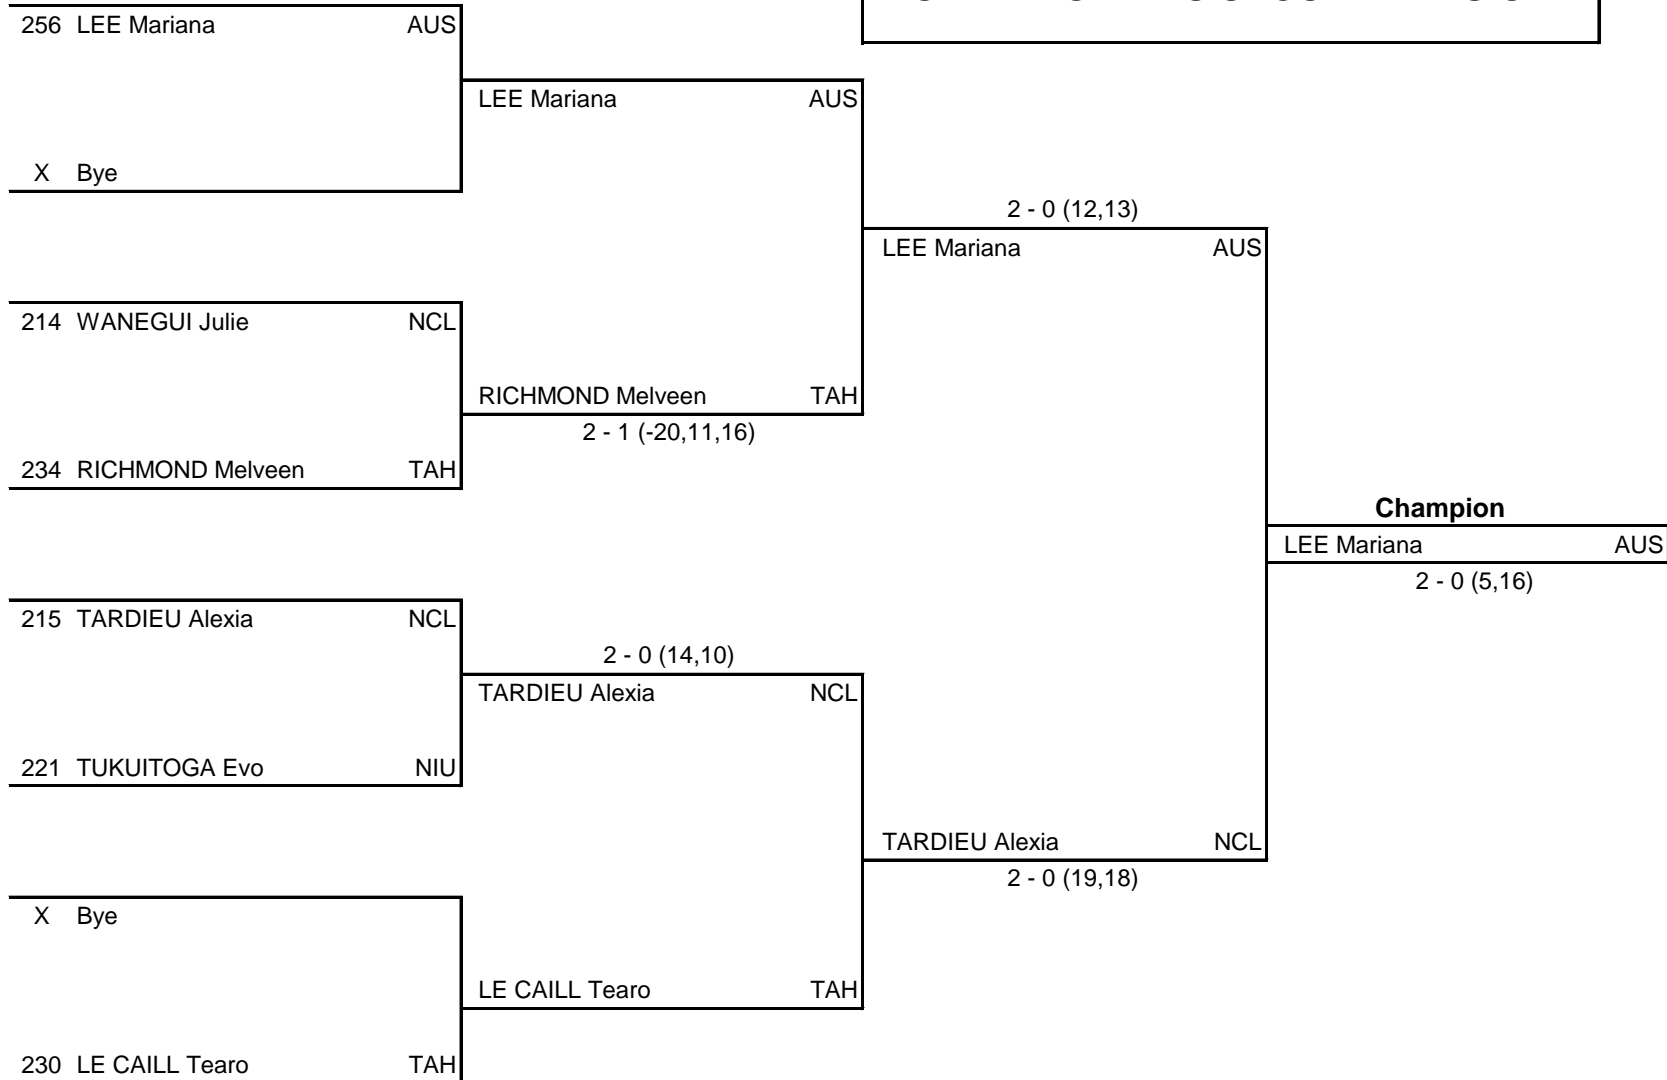 256 LEE Mariana AUS
LEE Mariana AUS
X Bye
2 - 0 (12,13)
LEE Mariana AUS
214 WANEGUI Julie NCL
RICHMOND Melveen TAH
2 - 1 (-20,11,16)
234 RICHMOND Melveen TAH
Champion
LEE Mariana AUS
2 - 0 (5,16)
215 TARDIEU Alexia NCL
2 - 0 (14,10)
TARDIEU Alexia NCL
221 TUKUITOGA Evo NIU
TARDIEU Alexia NCL
2 - 0 (19,18)
X Bye
LE CAILL Tearo TAH
230 LE CAILL Tearo TAH